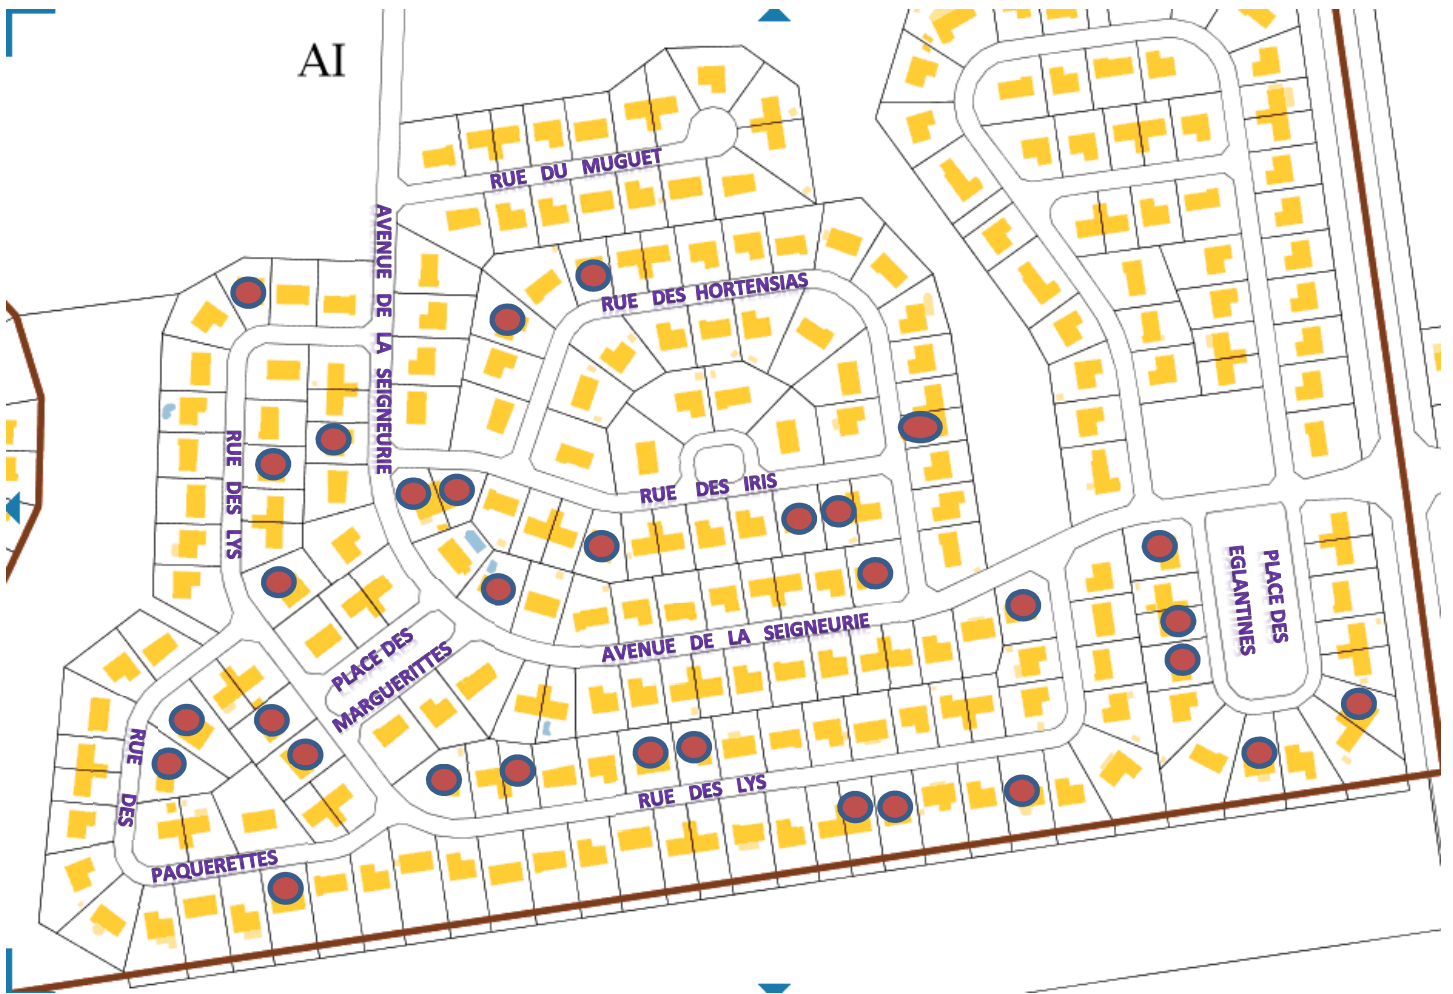 AI
RUE DU MUGUET
AVENUE DE LA SEIGNEURIE
RUE DES HORTENSIAS
RUE DES LYS
RUE DES IRIS
PLACE DES
EGLANTINES
AVENUE DE LA SEIGNEURIE
PLACE DES
MARGUERITTES
RUE DES
PAQUERETTES
RUE DES LYS